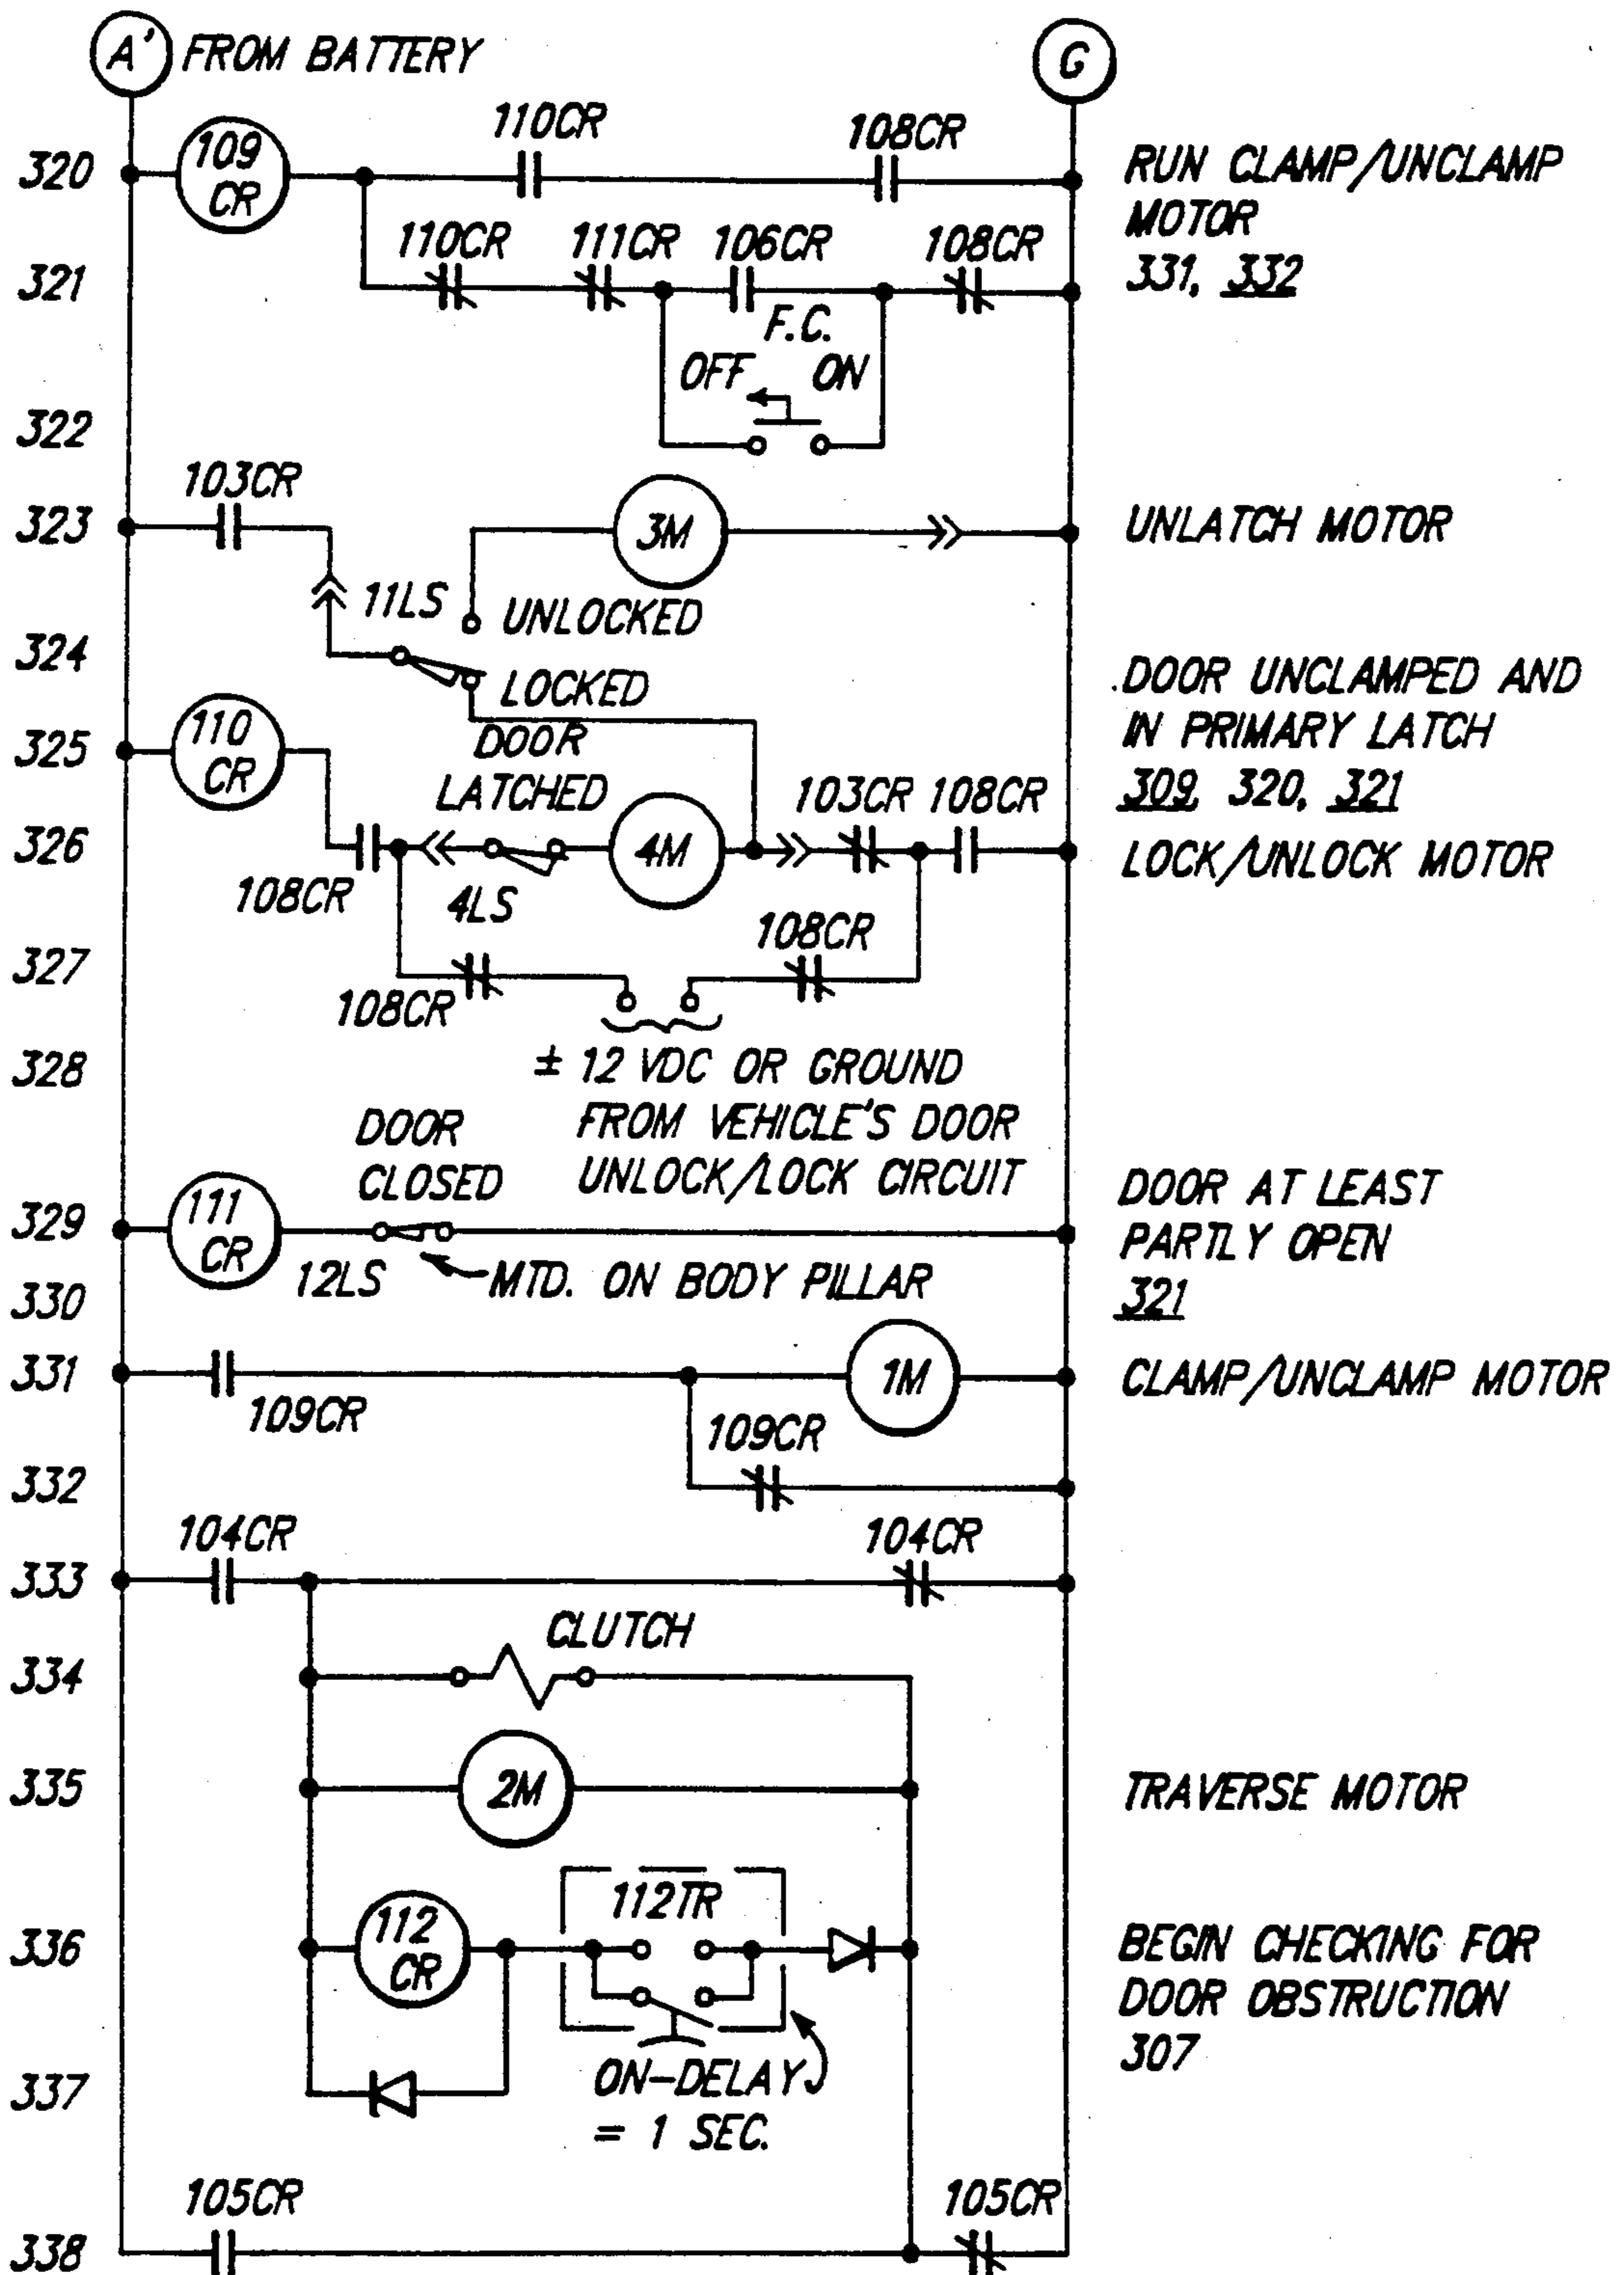 A' FROM BATTERY
G
320
109 CR
110CR
108CR
RUN CLAMP/UNCLAMP
MOTOR
331, 332
321
110CR
111CR
106CR
108CR
F.C.
OFF ON
322
323
103CR
3M
UNLATCH MOTOR
11LS
UNLOCKED
324
LOCKED
DOOR UNCLAMPED AND
IN PRIMARY LATCH
309, 320, 321
325
110 CR
DOOR
LATCHED
103CR 108CR
326
4M
LOCK/UNLOCK MOTOR
108CR
4LS
108CR
327
108CR
328
± 12 VDC OR GROUND
FROM VEHICLE'S DOOR
UNLOCK/LOCK CIRCUIT
DOOR
CLOSED
329
111 CR
DOOR AT LEAST
PARTLY OPEN
321
12LS
MTD. ON BODY PILLAR
330
331
1M
CLAMP/UNCLAMP MOTOR
109CR
109CR
332
104CR
104CR
333
CLUTCH
334
335
2M
TRAVERSE MOTOR
112TR
336
112 CR
BEGIN CHECKING FOR
DOOR OBSTRUCTION
307
337
ON-DELAY
= 1 SEC.
105CR
105CR
338